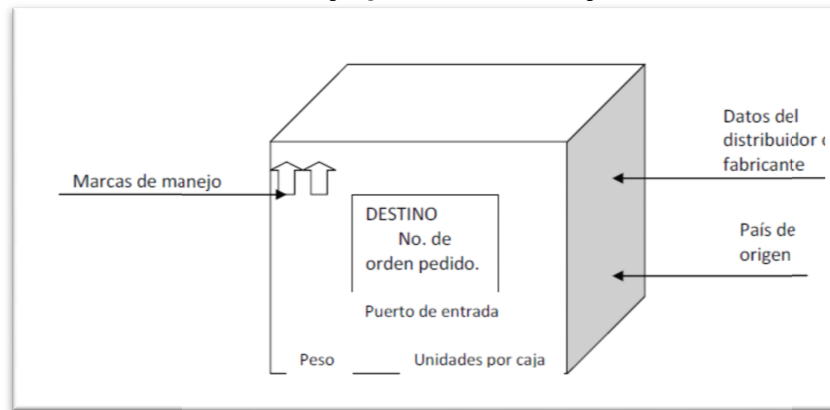 Datos del
distribuidor
fabricante
Marcas de manejo
DESTINO
No. de
orden pedido.
País de
origen
Puerto de entrada
Peso
Unidades por caja